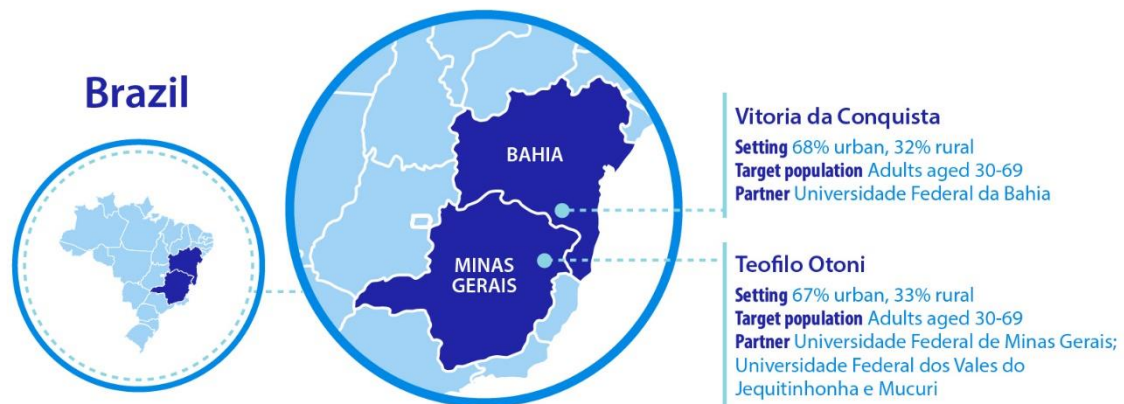 Brazil
BAHIA
MINAS
GERAIS
Vitoria da Conquista
Setting 68% urban, 32% rural
Target population Adults aged 30-69
Partner Universidade Federal da Bahia
Teofilo Otoni
Setting 67% urban, 33% rural
Target population Adults aged 30-69
Partner Universidade Federal de Minas Gerais;
Universidade Federal dos Vales do
Jequitinhonha e Mucuri